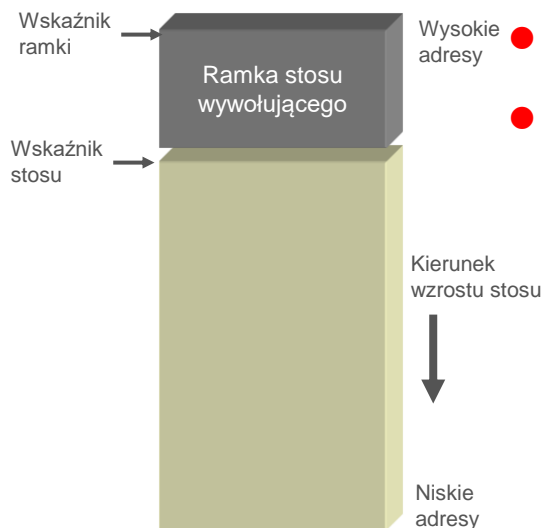 Wskaźnik
ramki
Wysokie
adresy
Ramka stosu
wywołującego
Wskaźnik
stosu
Kierunek
wzrostu stosu
Niskie
adresy